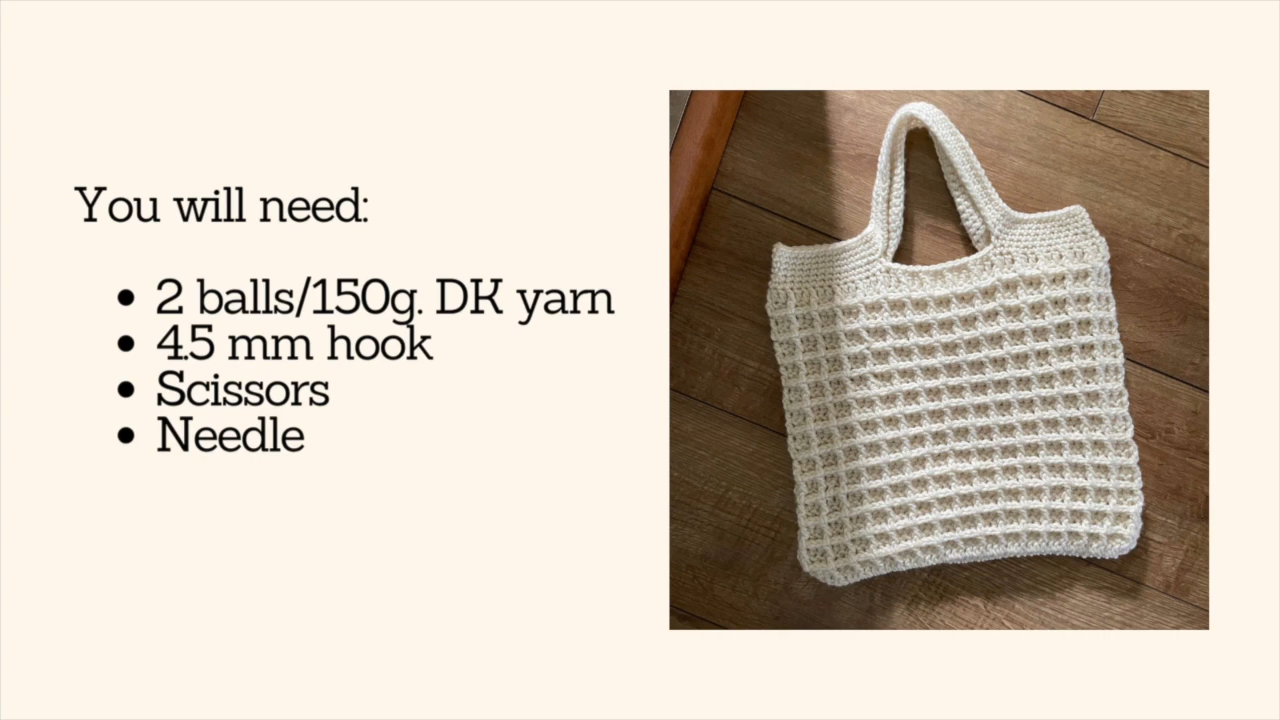 You will need:
• 2 balls/150g. DK yarn
• 4.5 mm hook
• Scissors
• Needle